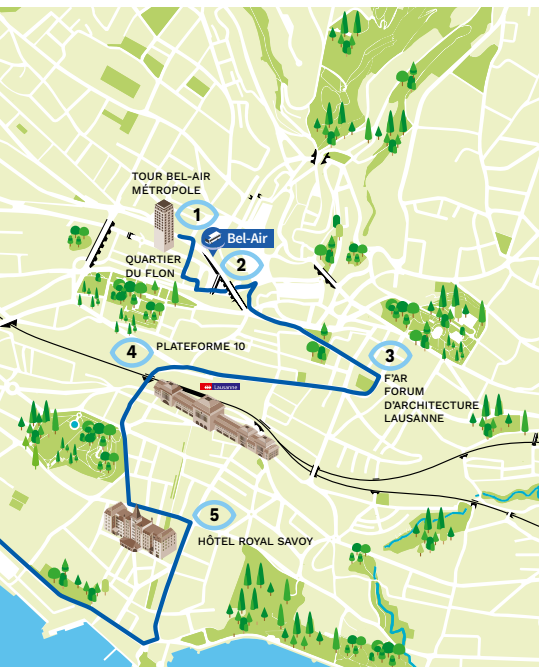 TOUR BEL-AIR
MÉTROPOLE
1
Bel-Air
QUARTIER
DU FLON
2
4
PLATEFORME 10
3
F'AR
FORUM
D'ARCHITECTURE
LAUSANNE
Lausanne
5
HÔTEL ROYAL SAVOY